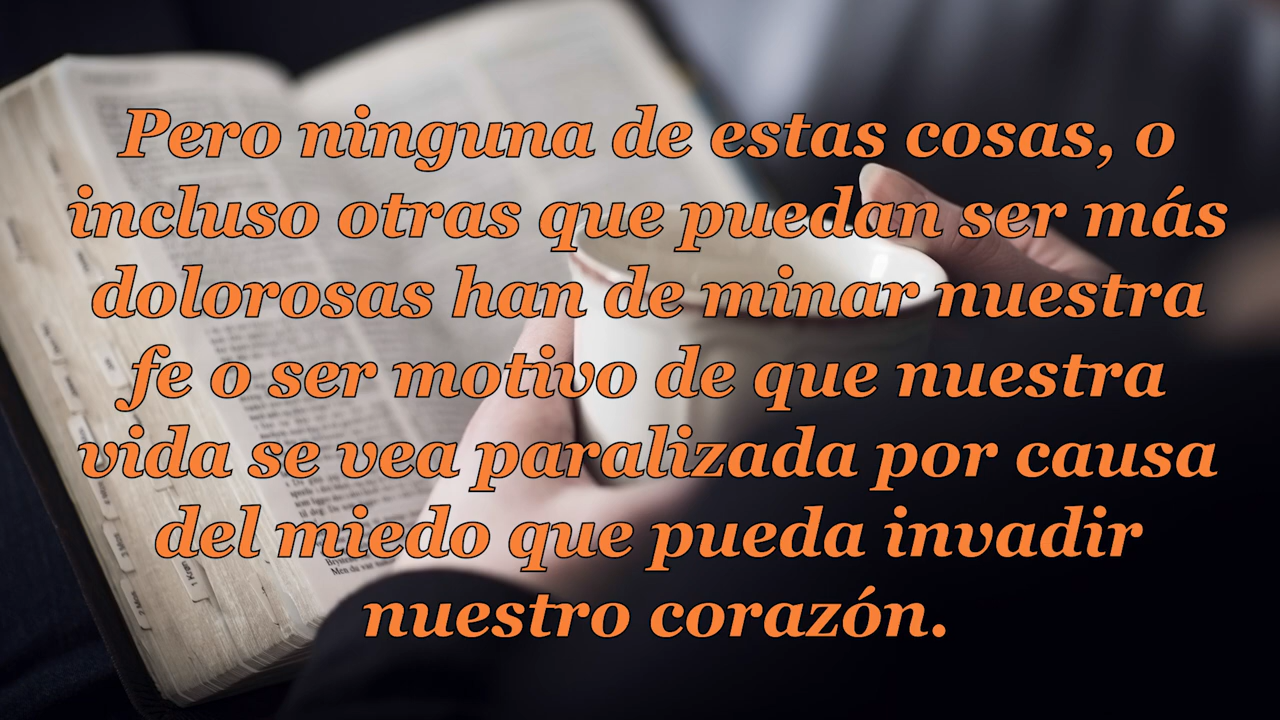 Pero ninguna de estas cosas, o
incluso otras que puedan ser más
dolorosas han de minar nuestra
fe o ser motivo de que nuestra
vida se vea paralizada por causa
del miedo que pueda invadir
nuestro corazón.